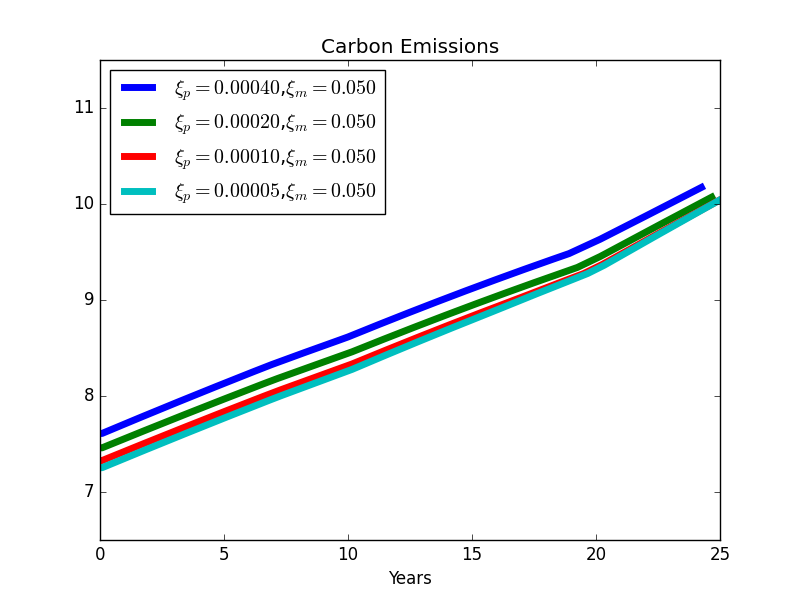 Carbon Emissions
ξp = 0.00040,ξm = 0.050
ξp = 0.00020,ξm = 0.050
ξp = 0.00010,ξm = 0.050
ξp = 0.00005,ξm = 0.050
11
10
9
8
7
0 5 10 15 20 25
Years